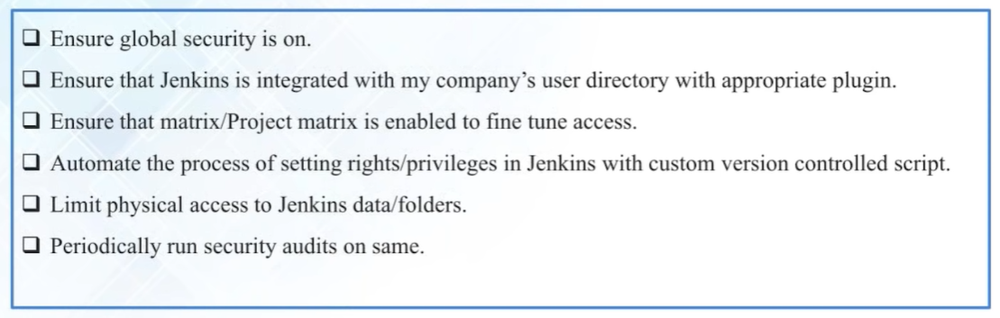 ❑ Ensure global security is on.
❑ Ensure that Jenkins is integrated with my company’s user directory with appropriate plugin.
❑ Ensure that matrix/Project matrix is enabled to fine tune access.
❑ Automate the process of setting rights/privileges in Jenkins with custom version controlled script.
❑ Limit physical access to Jenkins data/folders.
❑ Periodically run security audits on same.